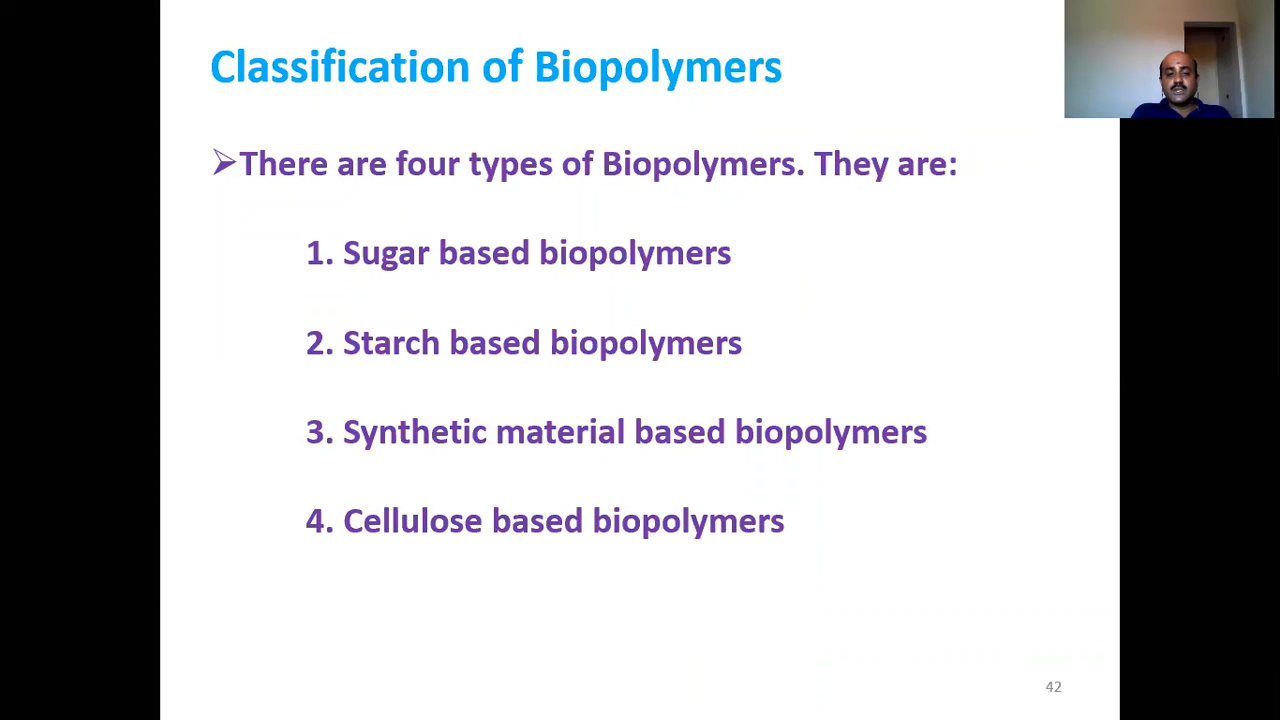 Classification of Biopolymers
➢There are four types of Biopolymers. They are:
1. Sugar based biopolymers
2. Starch based biopolymers
3. Synthetic material based biopolymers
4. Cellulose based biopolymers
42